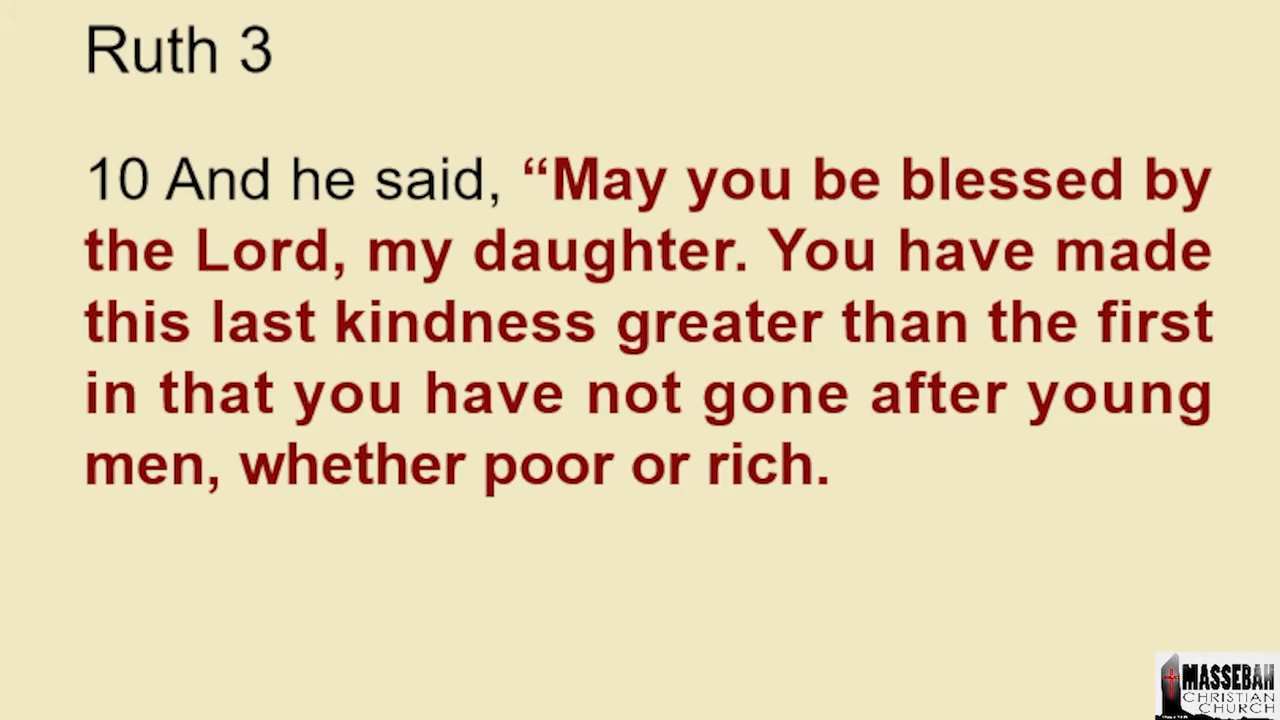 Ruth 3
10 And he said, “May you be blessed by
the Lord, my daughter. You have made
this last kindness greater than the first
in that you have not gone after young
men, whether poor or rich.
MASSEBAH
CHRISTIAN
CHURCH